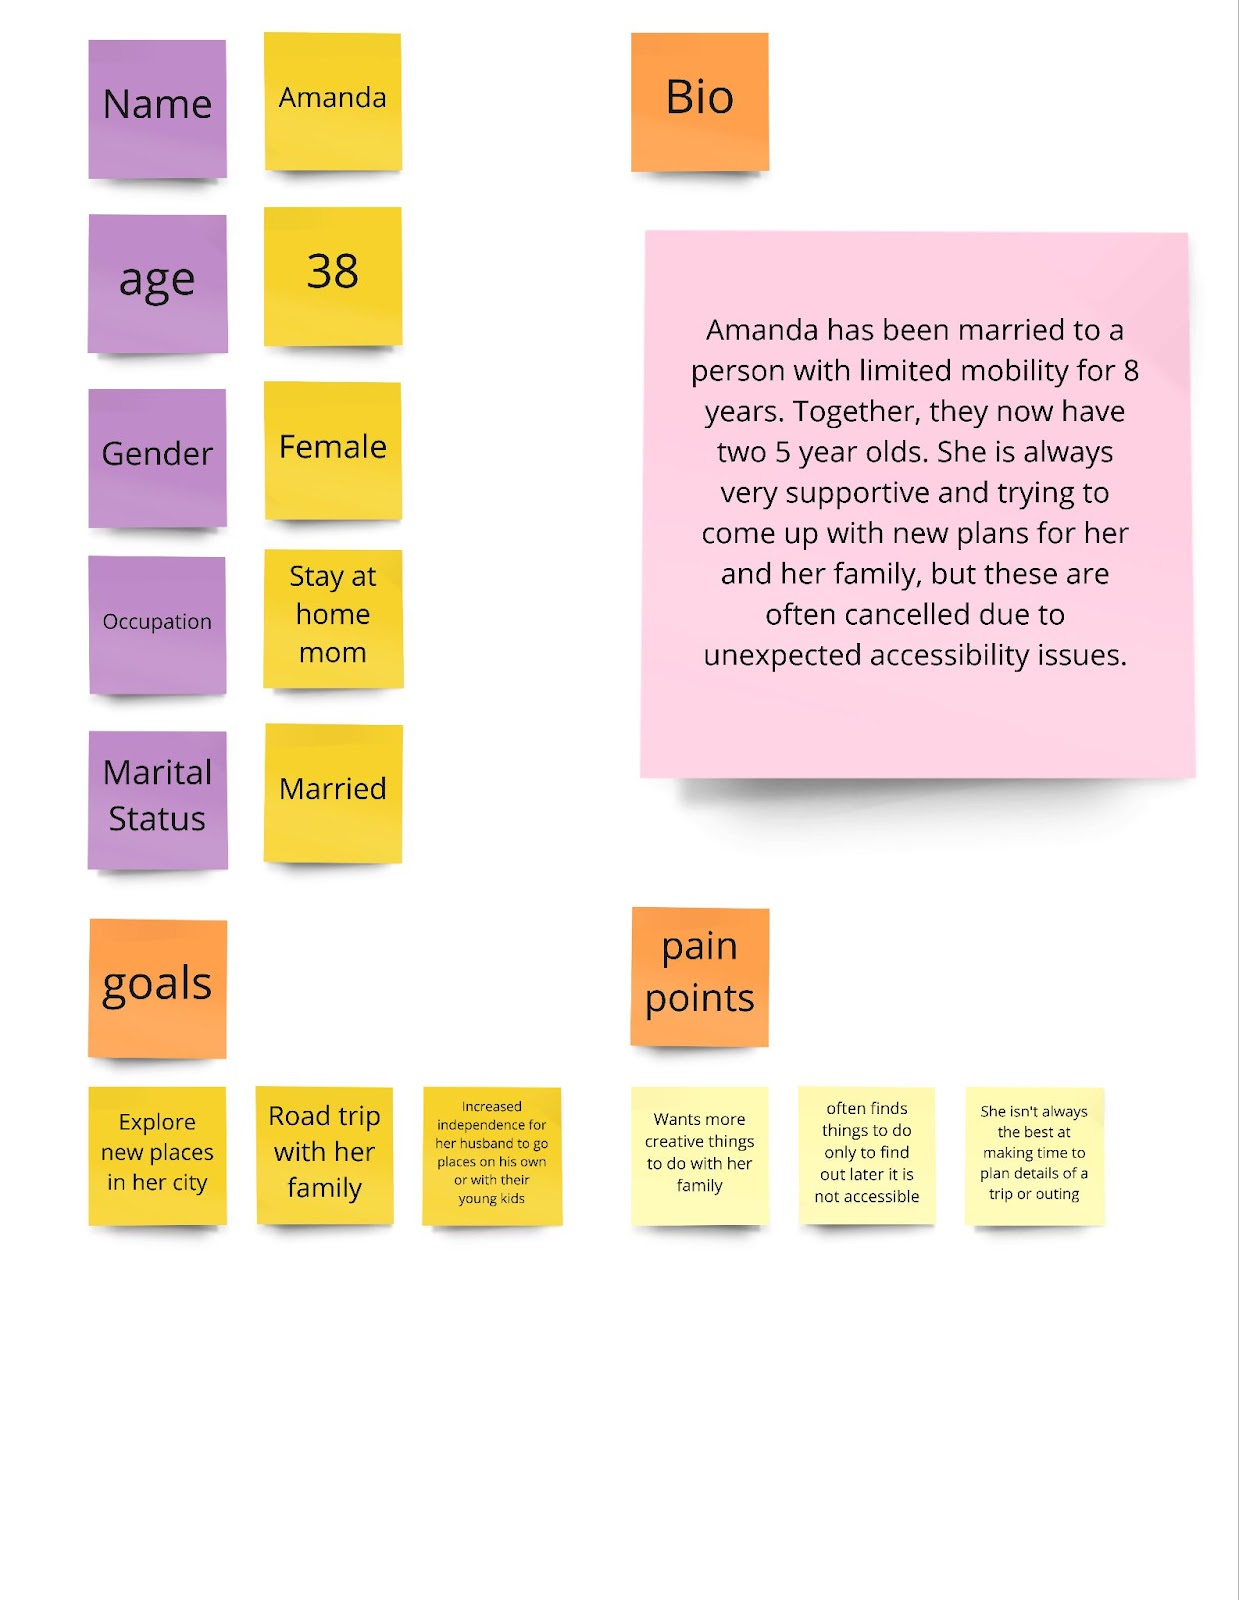 Name
Amanda
age
38
Gender
Female
Occupation
Stay at
home
mom
Marital
Status
Married
Bio
Amanda has been married to a
person with limited mobility for 8
years. Together, they now have
two 5 year olds. She is always
very supportive and trying to
come up with new plans for her
and her family, but these are
often cancelled due to
unexpected accessibility issues.
goals
Explore
new places
in her city
Road trip
with her
family
Increased
independence for
her husband to go
places on his own
or with their
young kids
pain
points
Wants more
creative things
to do with her
family
often finds
things to do
only to find
out later it is
not accessible
She isn't always
the best at
making time to
plan details of a
trip or outing